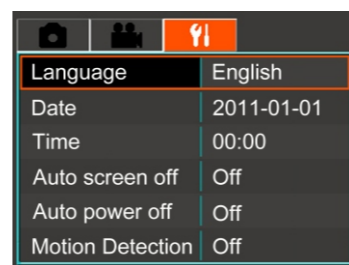 Language English
Date 2011-01-01
Time 00:00
Auto screen off Off
Auto power off Off
Motion Detection Off